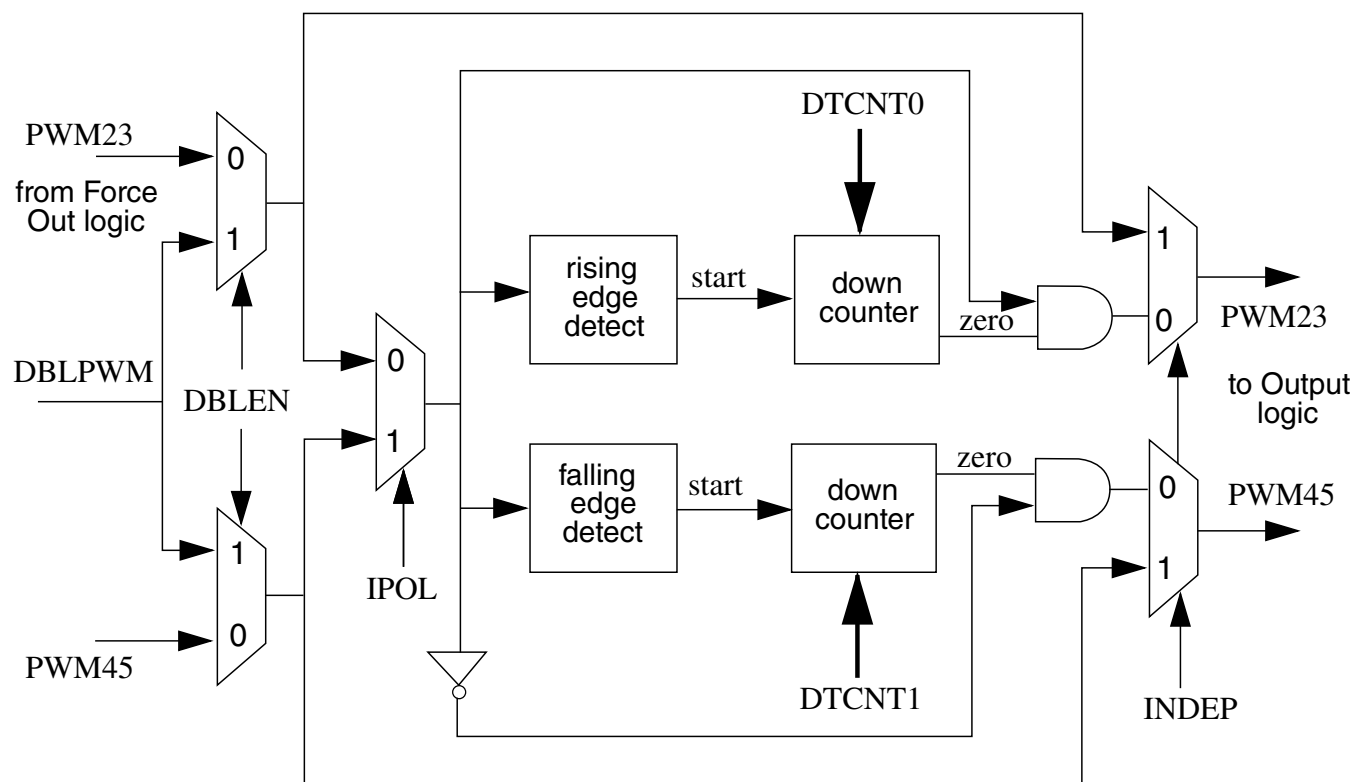 DTCNT0
PWM23
0
from Force
Out logic
1
rising
edge
detect
start
down
counter
zero
1
0
PWM23
DBLPWM
DBLEN
0
1
to Output
logic
falling
edge
detect
start
down
counter
zero
0
PWM45
1
1
0
PWM45
IPOL
DTCNT1
INDEP